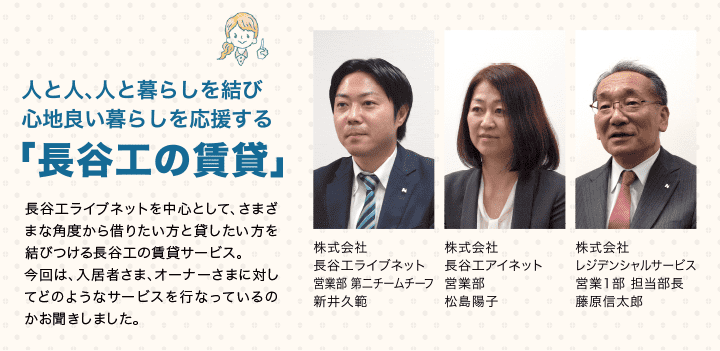 人と人、人と暮らしを結び
心地良い暮らしを応援する
「長谷工の賃貸」
長谷工ライブネットを中心として、さまざ
まな角度から借りたい方と貸したい方を
結びつける長谷工の賃貸サービス。
今回は、入居者さま、オーナーさまに対し
てどのようなサービスを行なっているの
かお聞きしました。
株式会社
長谷工ライブネット
営業部 第二チームチーフ
新井久範
株式会社
長谷工アイネット
営業部
松島陽子
株式会社
レジデンシャルサービス
営業1部 担当部長
藤原信太郎